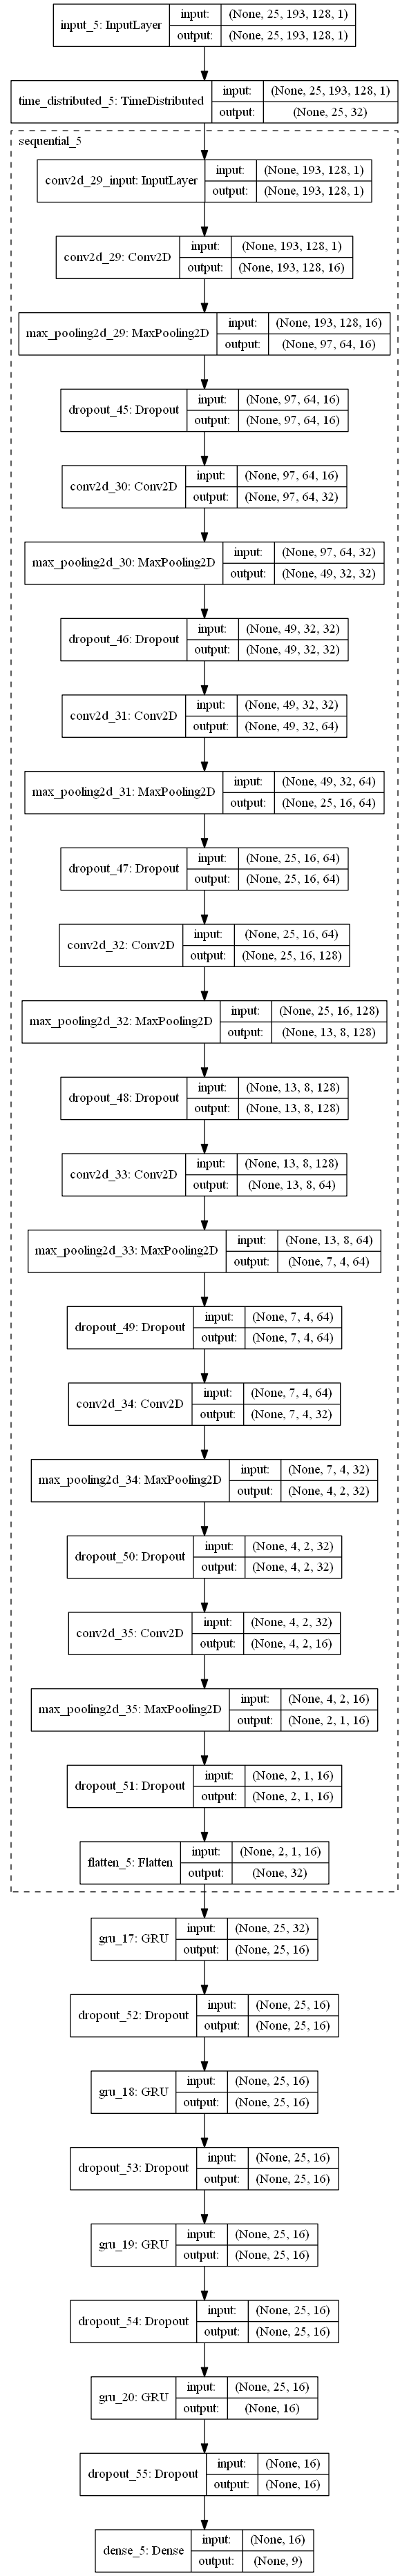 input_5: InputLayer
input: (None, 25, 193, 128, 1)
output: (None, 25, 193, 128, 1)
time_distributed_5: TimeDistributed
input: (None, 25, 193, 128, 1)
output: (None, 25, 32)
sequential_5
conv2d_29_input: InputLayer
input: (None, 193, 128, 1)
output: (None, 193, 128, 1)
conv2d_29: Conv2D
input: (None, 193, 128, 1)
output: (None, 193, 128, 16)
max_pooling2d_29: MaxPooling2D
input: (None, 193, 128, 16)
output: (None, 97, 64, 16)
dropout_45: Dropout
input: (None, 97, 64, 16)
output: (None, 97, 64, 16)
conv2d_30: Conv2D
input: (None, 97, 64, 16)
output: (None, 97, 64, 32)
max_pooling2d_30: MaxPooling2D
input: (None, 97, 64, 32)
output: (None, 49, 32, 32)
dropout_46: Dropout
input: (None, 49, 32, 32)
output: (None, 49, 32, 32)
conv2d_31: Conv2D
input: (None, 49, 32, 32)
output: (None, 49, 32, 64)
max_pooling2d_31: MaxPooling2D
input: (None, 49, 32, 64)
output: (None, 25, 16, 64)
dropout_47: Dropout
input: (None, 25, 16, 64)
output: (None, 25, 16, 64)
conv2d_32: Conv2D
input: (None, 25, 16, 64)
output: (None, 25, 16, 128)
max_pooling2d_32: MaxPooling2D
input: (None, 25, 16, 128)
output: (None, 13, 8, 128)
dropout_48: Dropout
input: (None, 13, 8, 128)
output: (None, 13, 8, 128)
conv2d_33: Conv2D
input: (None, 13, 8, 128)
output: (None, 13, 8, 64)
max_pooling2d_33: MaxPooling2D
input: (None, 13, 8, 64)
output: (None, 7, 4, 64)
dropout_49: Dropout
input: (None, 7, 4, 64)
output: (None, 7, 4, 64)
conv2d_34: Conv2D
input: (None, 7, 4, 64)
output: (None, 7, 4, 32)
max_pooling2d_34: MaxPooling2D
input: (None, 7, 4, 32)
output: (None, 4, 2, 32)
dropout_50: Dropout
input: (None, 4, 2, 32)
output: (None, 4, 2, 32)
conv2d_35: Conv2D
input: (None, 4, 2, 32)
output: (None, 4, 2, 16)
max_pooling2d_35: MaxPooling2D
input: (None, 4, 2, 16)
output: (None, 2, 1, 16)
dropout_51: Dropout
input: (None, 2, 1, 16)
output: (None, 2, 1, 16)
flatten_5: Flatten
input: (None, 2, 1, 16)
output: (None, 32)
gru_17: GRU
input: (None, 25, 32)
output: (None, 25, 16)
dropout_52: Dropout
input: (None, 25, 16)
output: (None, 25, 16)
gru_18: GRU
input: (None, 25, 16)
output: (None, 25, 16)
dropout_53: Dropout
input: (None, 25, 16)
output: (None, 25, 16)
gru_19: GRU
input: (None, 25, 16)
output: (None, 25, 16)
dropout_54: Dropout
input: (None, 25, 16)
output: (None, 25, 16)
gru_20: GRU
input: (None, 25, 16)
output: (None, 16)
dropout_55: Dropout
input: (None, 16)
output: (None, 16)
dense_5: Dense
input: (None, 16)
output: (None, 9)